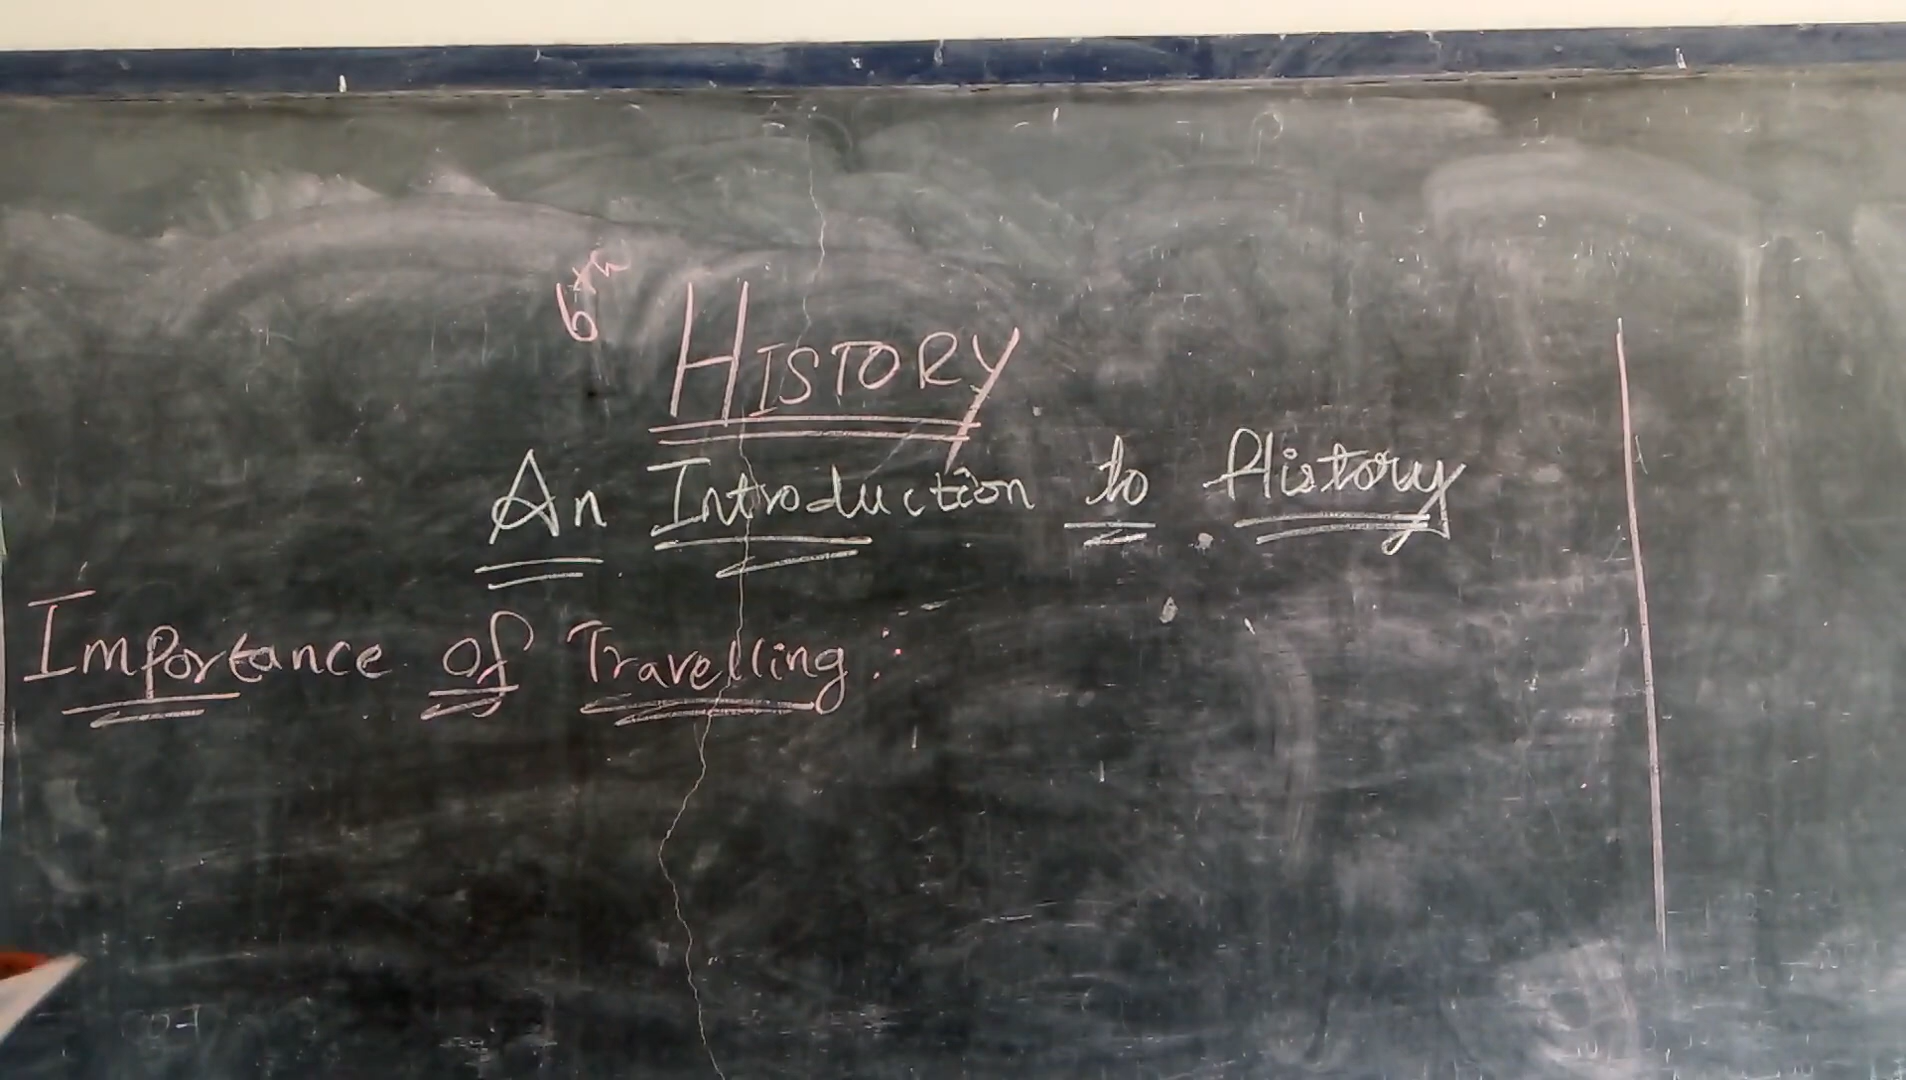 6th
HISTORY
An Introduction to History
Importance of Travelling: